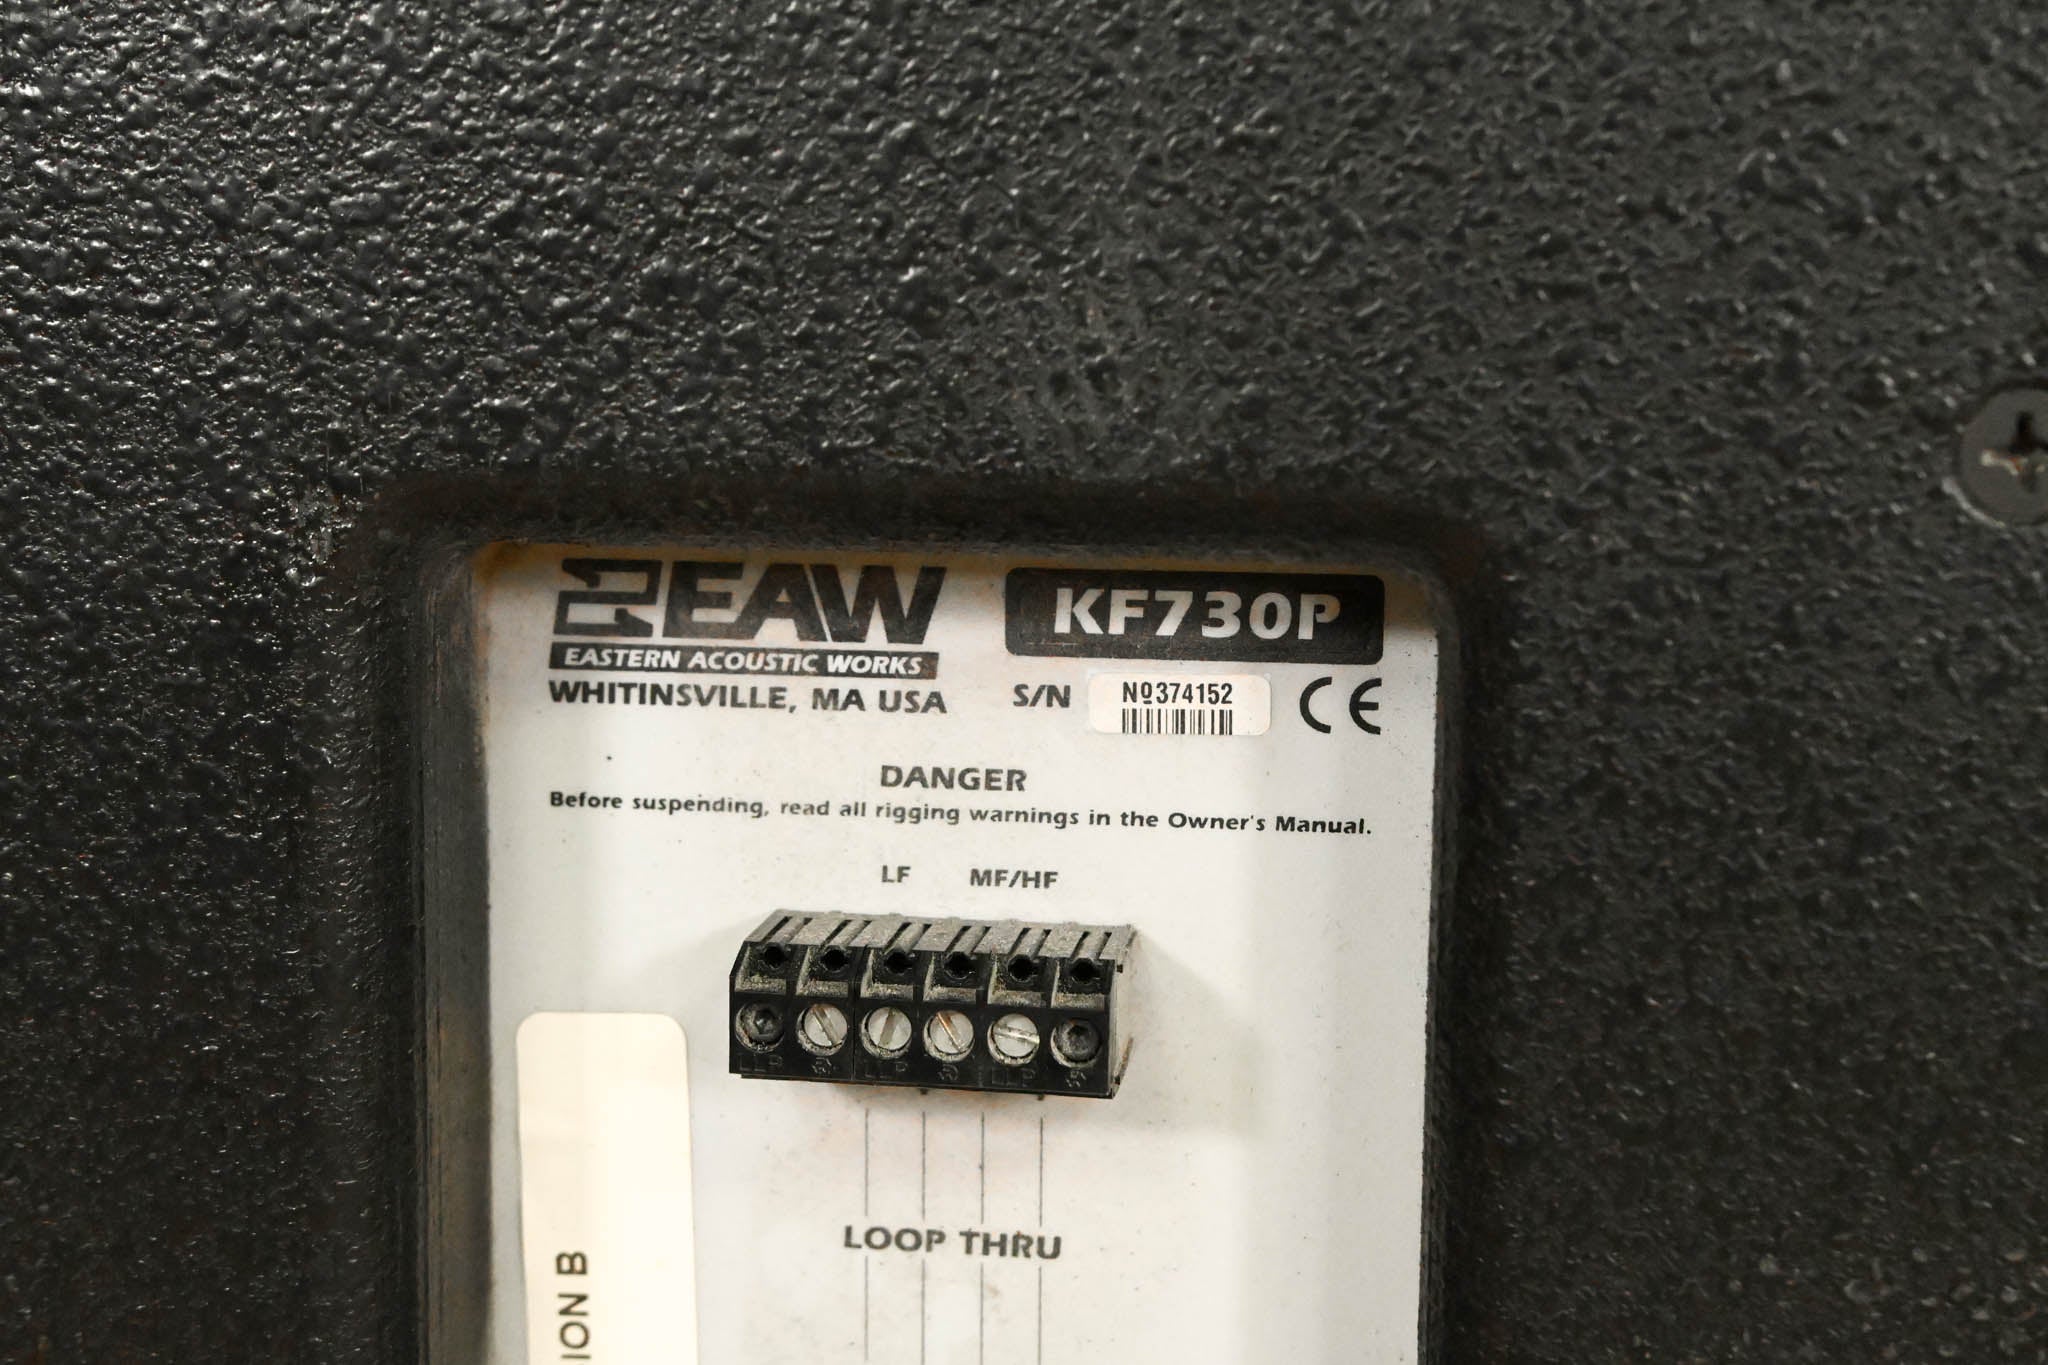 EAW
KF730P
EASTERN ACOUSTIC WORKS
WHITINSVILLE, MA USA
S/N
Nº374152
CE
DANGER
Before suspending, read all rigging warnings in the Owner's Manual.
LF
MF/HF
LOOP THRU
ION B